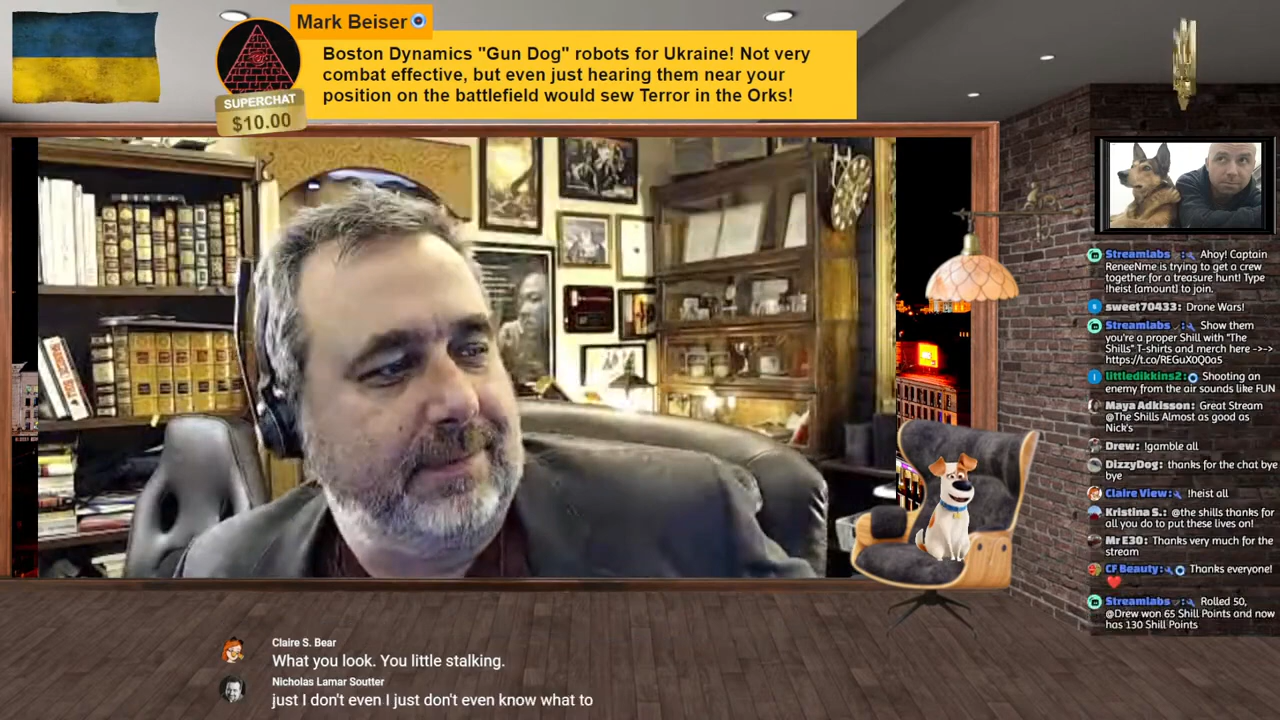 Mark Beiser
Boston Dynamics "Gun Dog" robots for Ukraine! Not very
combat effective, but even just hearing them near your
position on the battlefield would sew Terror in the Orks!
SUPERCHAT
$10.00
Streamlabs : Ahoy! Captain
ReneeNme is trying to get a crew
together for a treasure hunt! Type
!heist [amount] to join.
sweet70433: Drone Wars!
Streamlabs : Show them
you're a proper Shill with "The
Shills" T-shirts and merch here ->->
https://t.co/REGuX0Q0a5
littledikkins2: Shooting an
enemy from the air sounds like FUN
Maya Adkisson: Great Stream
@The Shills Almost as good as
Nick's
Drew: !gamble all
DizzyDog: thanks for the chat bye
bye
Claire View: !heist all
Kristina S.: @the shills thanks for
all you do to put these lives on!
Mr E30: Thanks very much for the
stream
CF Beauty: Thanks everyone!
❤️
Streamlabs : Rolled 50,
@Drew won 65 Shill Points and now
has 130 Shill Points
Claire S. Bear
What you look. You little stalking.
Nicholas Lamar Soutter
just I don't even I just don't even know what to